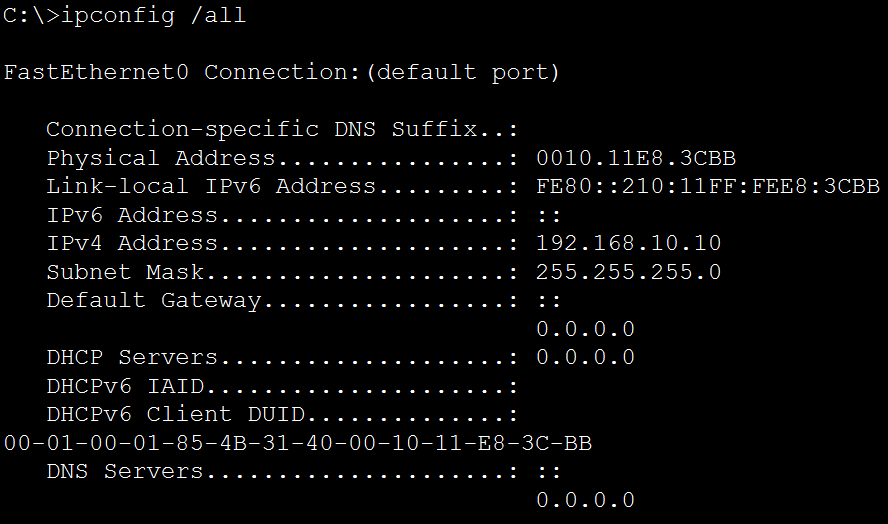 C:\>ipconfig /all
FastEthernet0 Connection:(default port)
Connection-specific DNS Suffix..:
Physical Address................: 0010.11E8.3CBB
Link-local IPv6 Address.........: FE80::210:11FF:FEE8:3CBB
IPv6 Address....................: ::
IPv4 Address....................: 192.168.10.10
Subnet Mask.....................: 255.255.255.0
Default Gateway.................: ::
0.0.0.0
DHCP Servers....................: 0.0.0.0
DHCPv6 IAID.....................:
DHCPv6 Client DUID..............:
00-01-00-01-85-4B-31-40-00-10-11-E8-3C-BB
DNS Servers.....................: ::
0.0.0.0